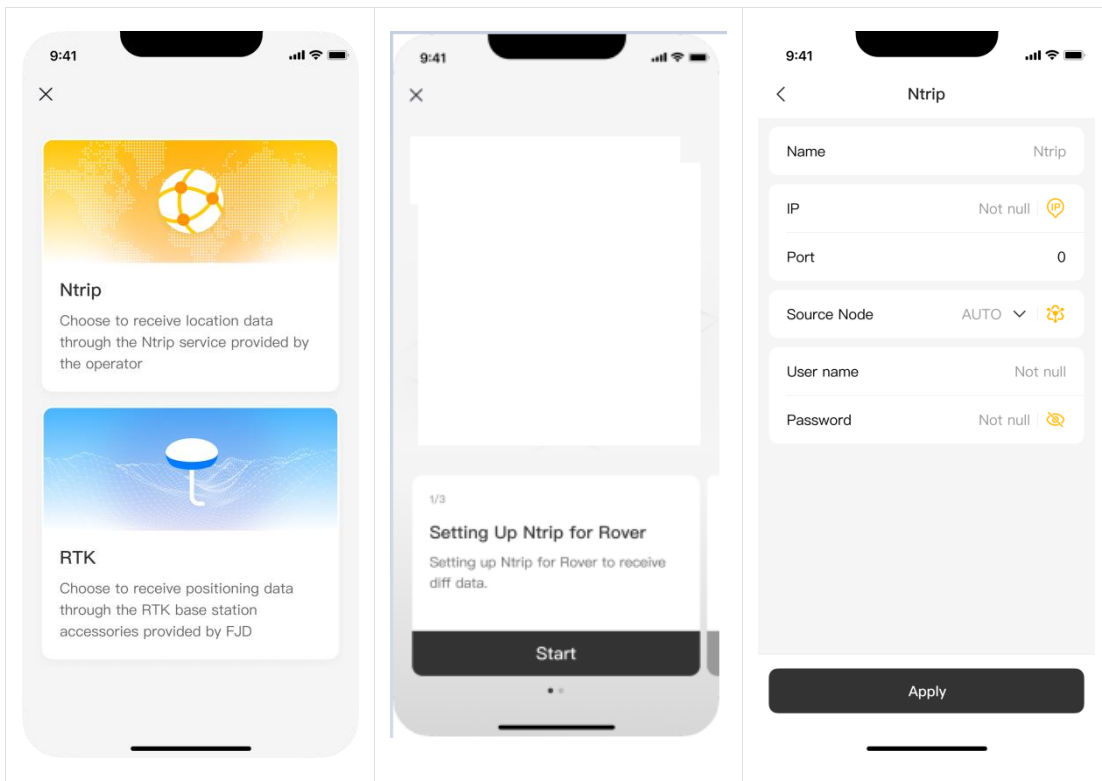 9:41
Ntrip
Choose to receive location data
through the Ntrip service provided by
the operator
RTK
Choose to receive positioning data
through the RTK base station
accessories provided by FJD
9:41
1/3
Setting Up Ntrip for Rover
Setting up Ntrip for Rover to receive
diff data.
Start
9:41
Ntrip
Name Ntrip
IP Not null IP
Port 0
Source Node AUTO
User name Not null
Password Not null
Apply